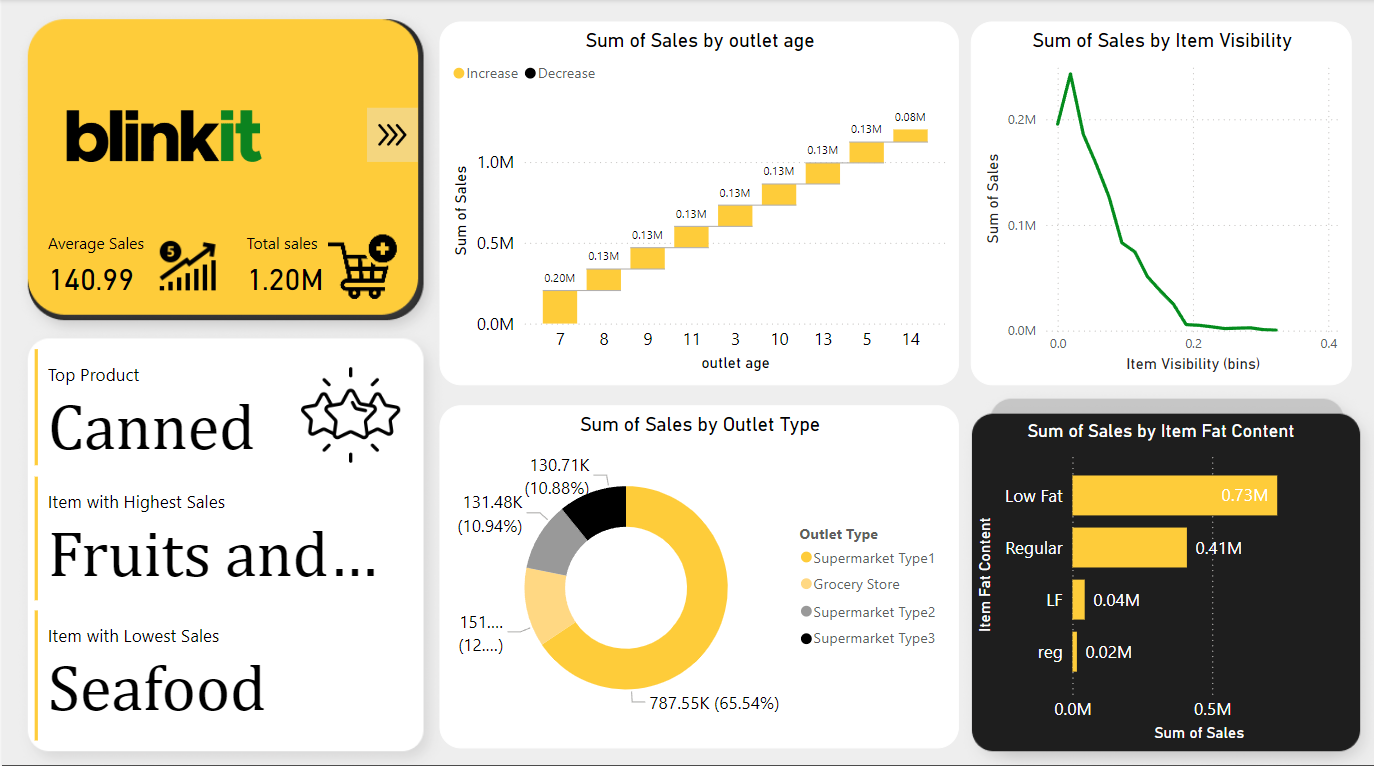 blinkit
Average Sales
140.99
5
Total sales
1.20M
Top Product
Canned
Item with Highest Sales
Fruits and...
Item with Lowest Sales
Seafood
Sum of Sales by outlet age
Increase Decrease
Sum of Sales
1.0M
0.5M
0.0M
0.20M
0.13M
0.13M
0.13M
0.13M
0.13M
0.13M
0.13M
0.08M
7 8 9 11 3 10 13 5 14
outlet age
Sum of Sales by Item Visibility
Sum of Sales
0.2M
0.1M
0.0M
0.0 0.2 0.4
Item Visibility (bins)
Sum of Sales by Outlet Type
130.71K
(10.88%)
131.48K
(10.94%)
151....
(12....)
787.55K (65.54%)
Outlet Type
Supermarket Type1
Grocery Store
Supermarket Type2
Supermarket Type3
Sum of Sales by Item Fat Content
Item Fat Content
Low Fat 0.73M
Regular 0.41M
LF 0.04M
reg 0.02M
0.0M 0.5M
Sum of Sales